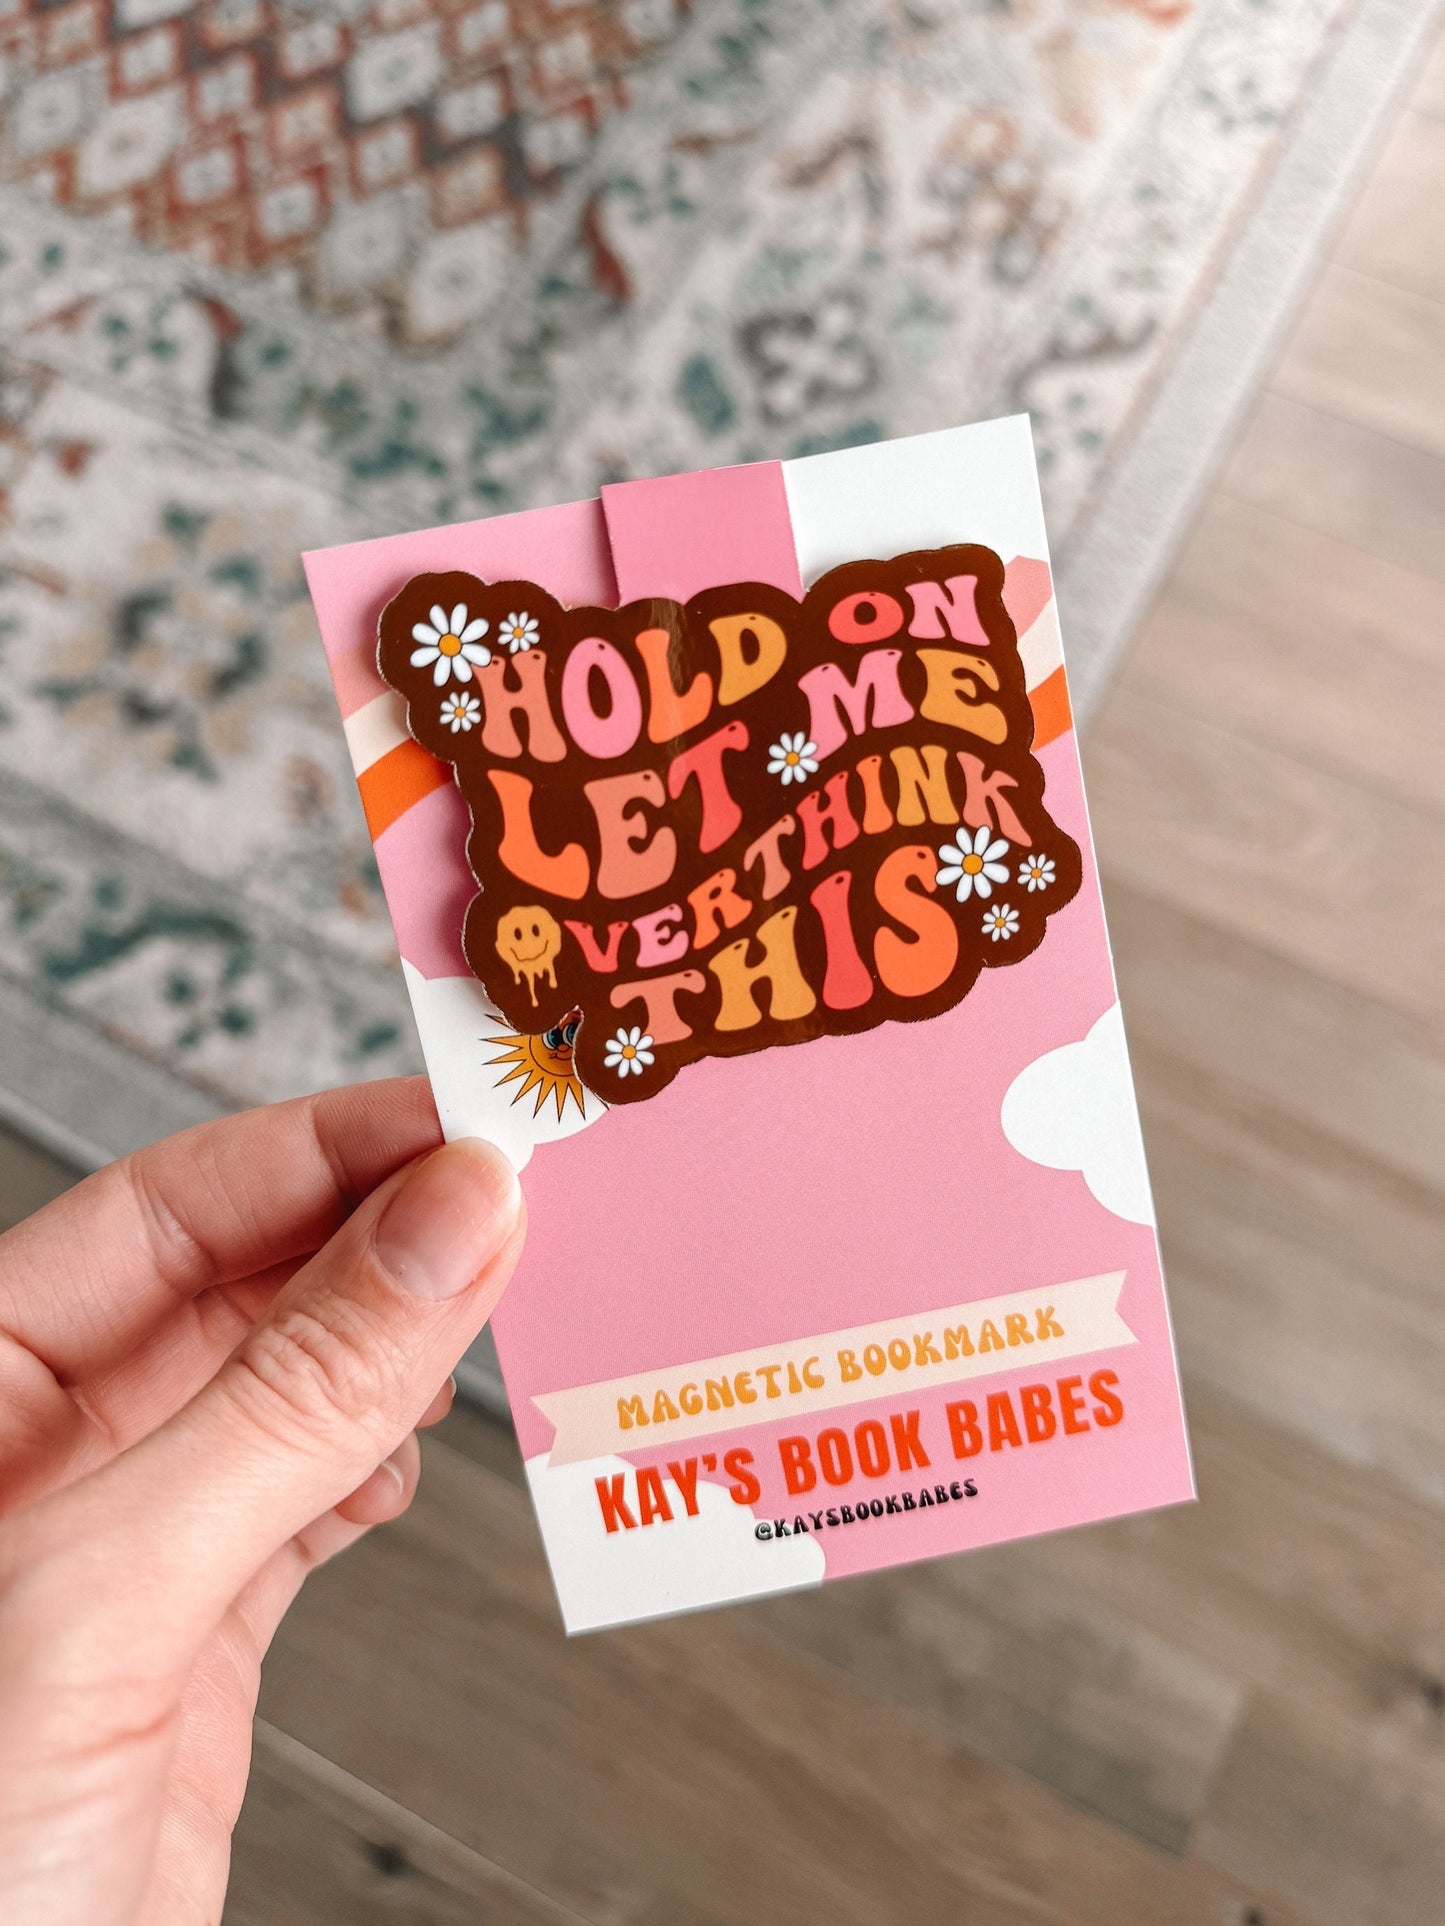 HOLD ON
LET ME
OVERTHINK
THIS
MAGNETIC BOOKMARK
KAY'S BOOK BABES
@KAYSBOOKBABES